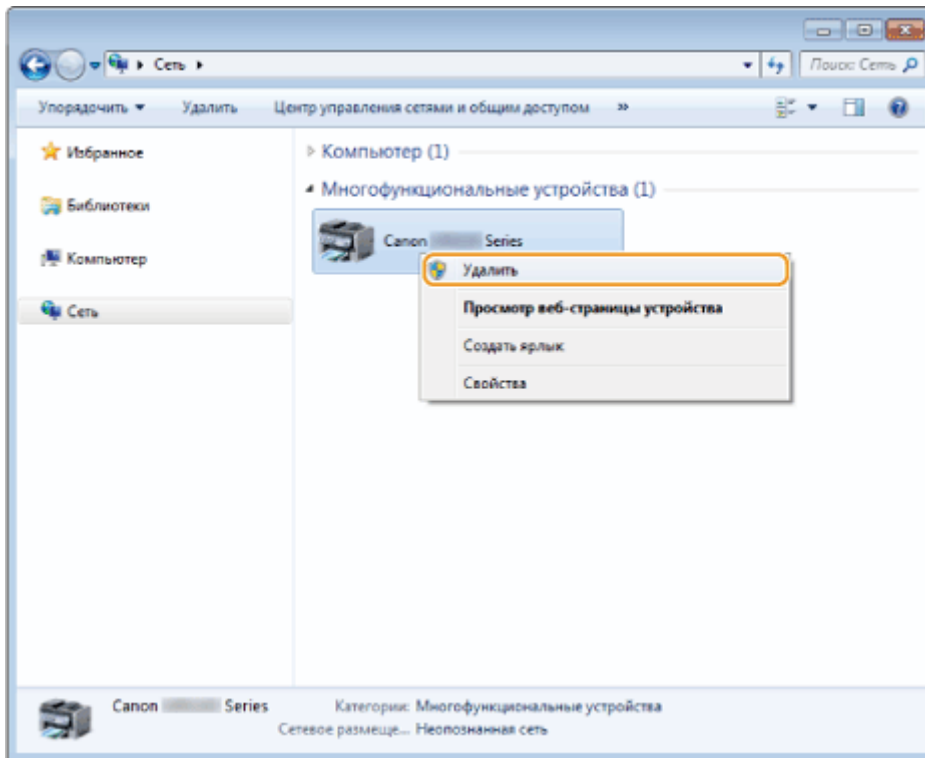 Сеть
Поиск: Сеть
Упорядочить Удалить Центр управления сетями и общим доступом »
Избранное
Библиотеки
Компьютер
Сеть
Компьютер (1)
Многофункциональные устройства (1)
Canon Series
Удалить
Просмотр веб-страницы устройства
Создать ярлык
Свойства
Canon Series Категории: Многофункциональные устройства
Сетевое размеще... Неопознанная сеть